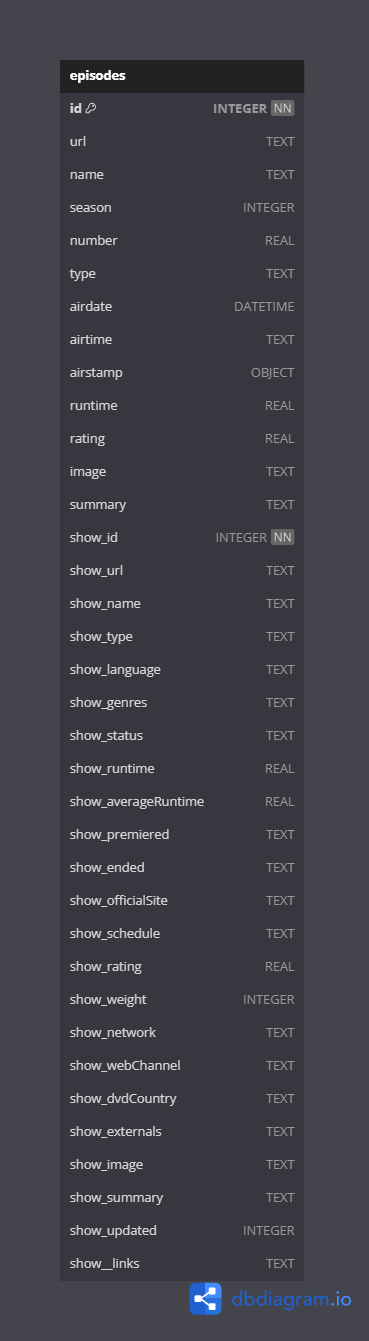 episodes
id INTEGER NN
url TEXT
name TEXT
season INTEGER
number REAL
type TEXT
airdate DATETIME
airtime TEXT
airstamp OBJECT
runtime REAL
rating REAL
image TEXT
summary TEXT
show_id INTEGER NN
show_url TEXT
show_name TEXT
show_type TEXT
show_language TEXT
show_genres TEXT
show_status TEXT
show_runtime REAL
show_averageRuntime REAL
show_premiered TEXT
show_ended TEXT
show_officialSite TEXT
show_schedule TEXT
show_rating REAL
show_weight INTEGER
show_network TEXT
show_webChannel TEXT
show_dvdCountry TEXT
show_externals TEXT
show_image TEXT
show_summary TEXT
show_updated INTEGER
show__links TEXT
dbdiagram.io